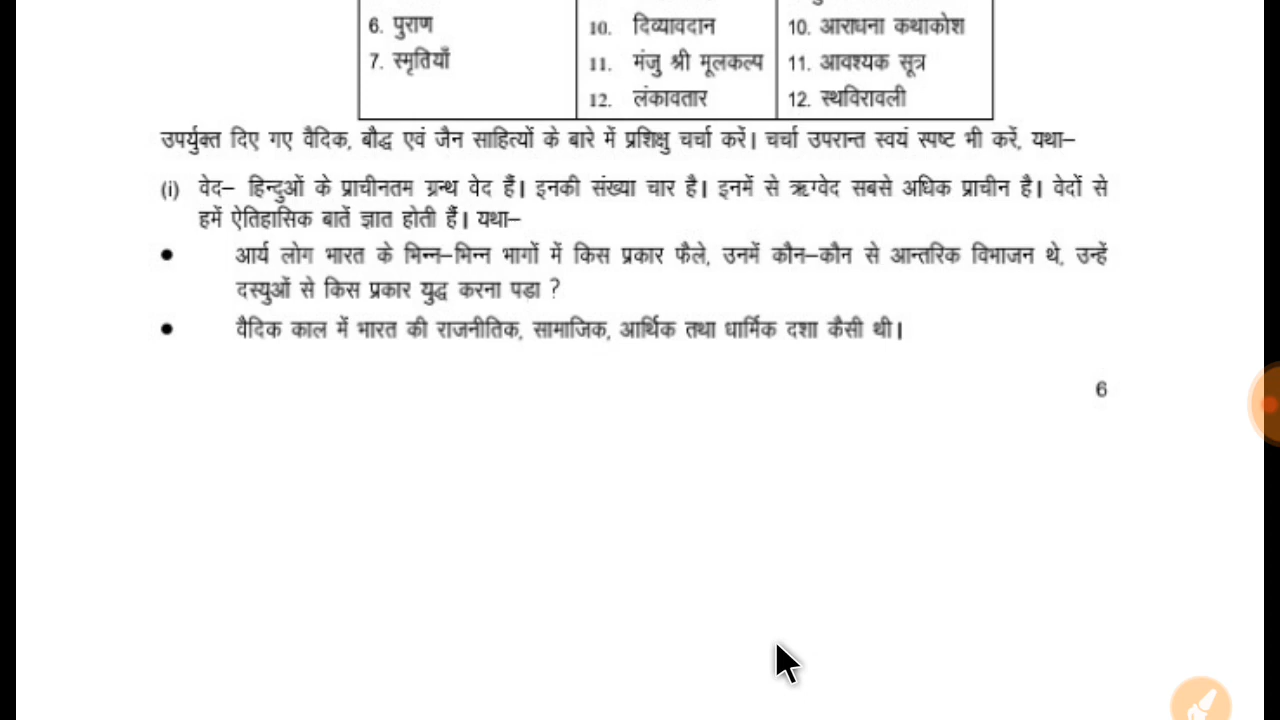 6. पुराण
10. दिव्यावदान
10. आराधना कथाकोश
7. स्मृतियाँ
11. मंजु श्री मूलकल्प
11. आवश्यक सूत्र
12. लंकावतार
12. स्थविरावली
उपर्युक्त दिए गए वैदिक, बौद्ध एवं जैन साहित्यों के बारे में प्रशिक्षु चर्चा करें। चर्चा उपरान्त स्वयं स्पष्ट भी करें, यथा–
(i) वेद– हिन्दुओं के प्राचीनतम ग्रन्थ वेद हैं। इनकी संख्या चार है। इनमें से ऋग्वेद सबसे अधिक प्राचीन है। वेदों से
हमें ऐतिहासिक बातें ज्ञात होती हैं। यथा–
● आर्य लोग भारत के भिन्न–भिन्न भागों में किस प्रकार फैले, उनमें कौन–कौन से आन्तरिक विभाजन थे, उन्हें
दस्युओं से किस प्रकार युद्ध करना पडा ?
● वैदिक काल में भारत की राजनीतिक, सामाजिक, आर्थिक तथा धार्मिक दशा कैसी थी।
6